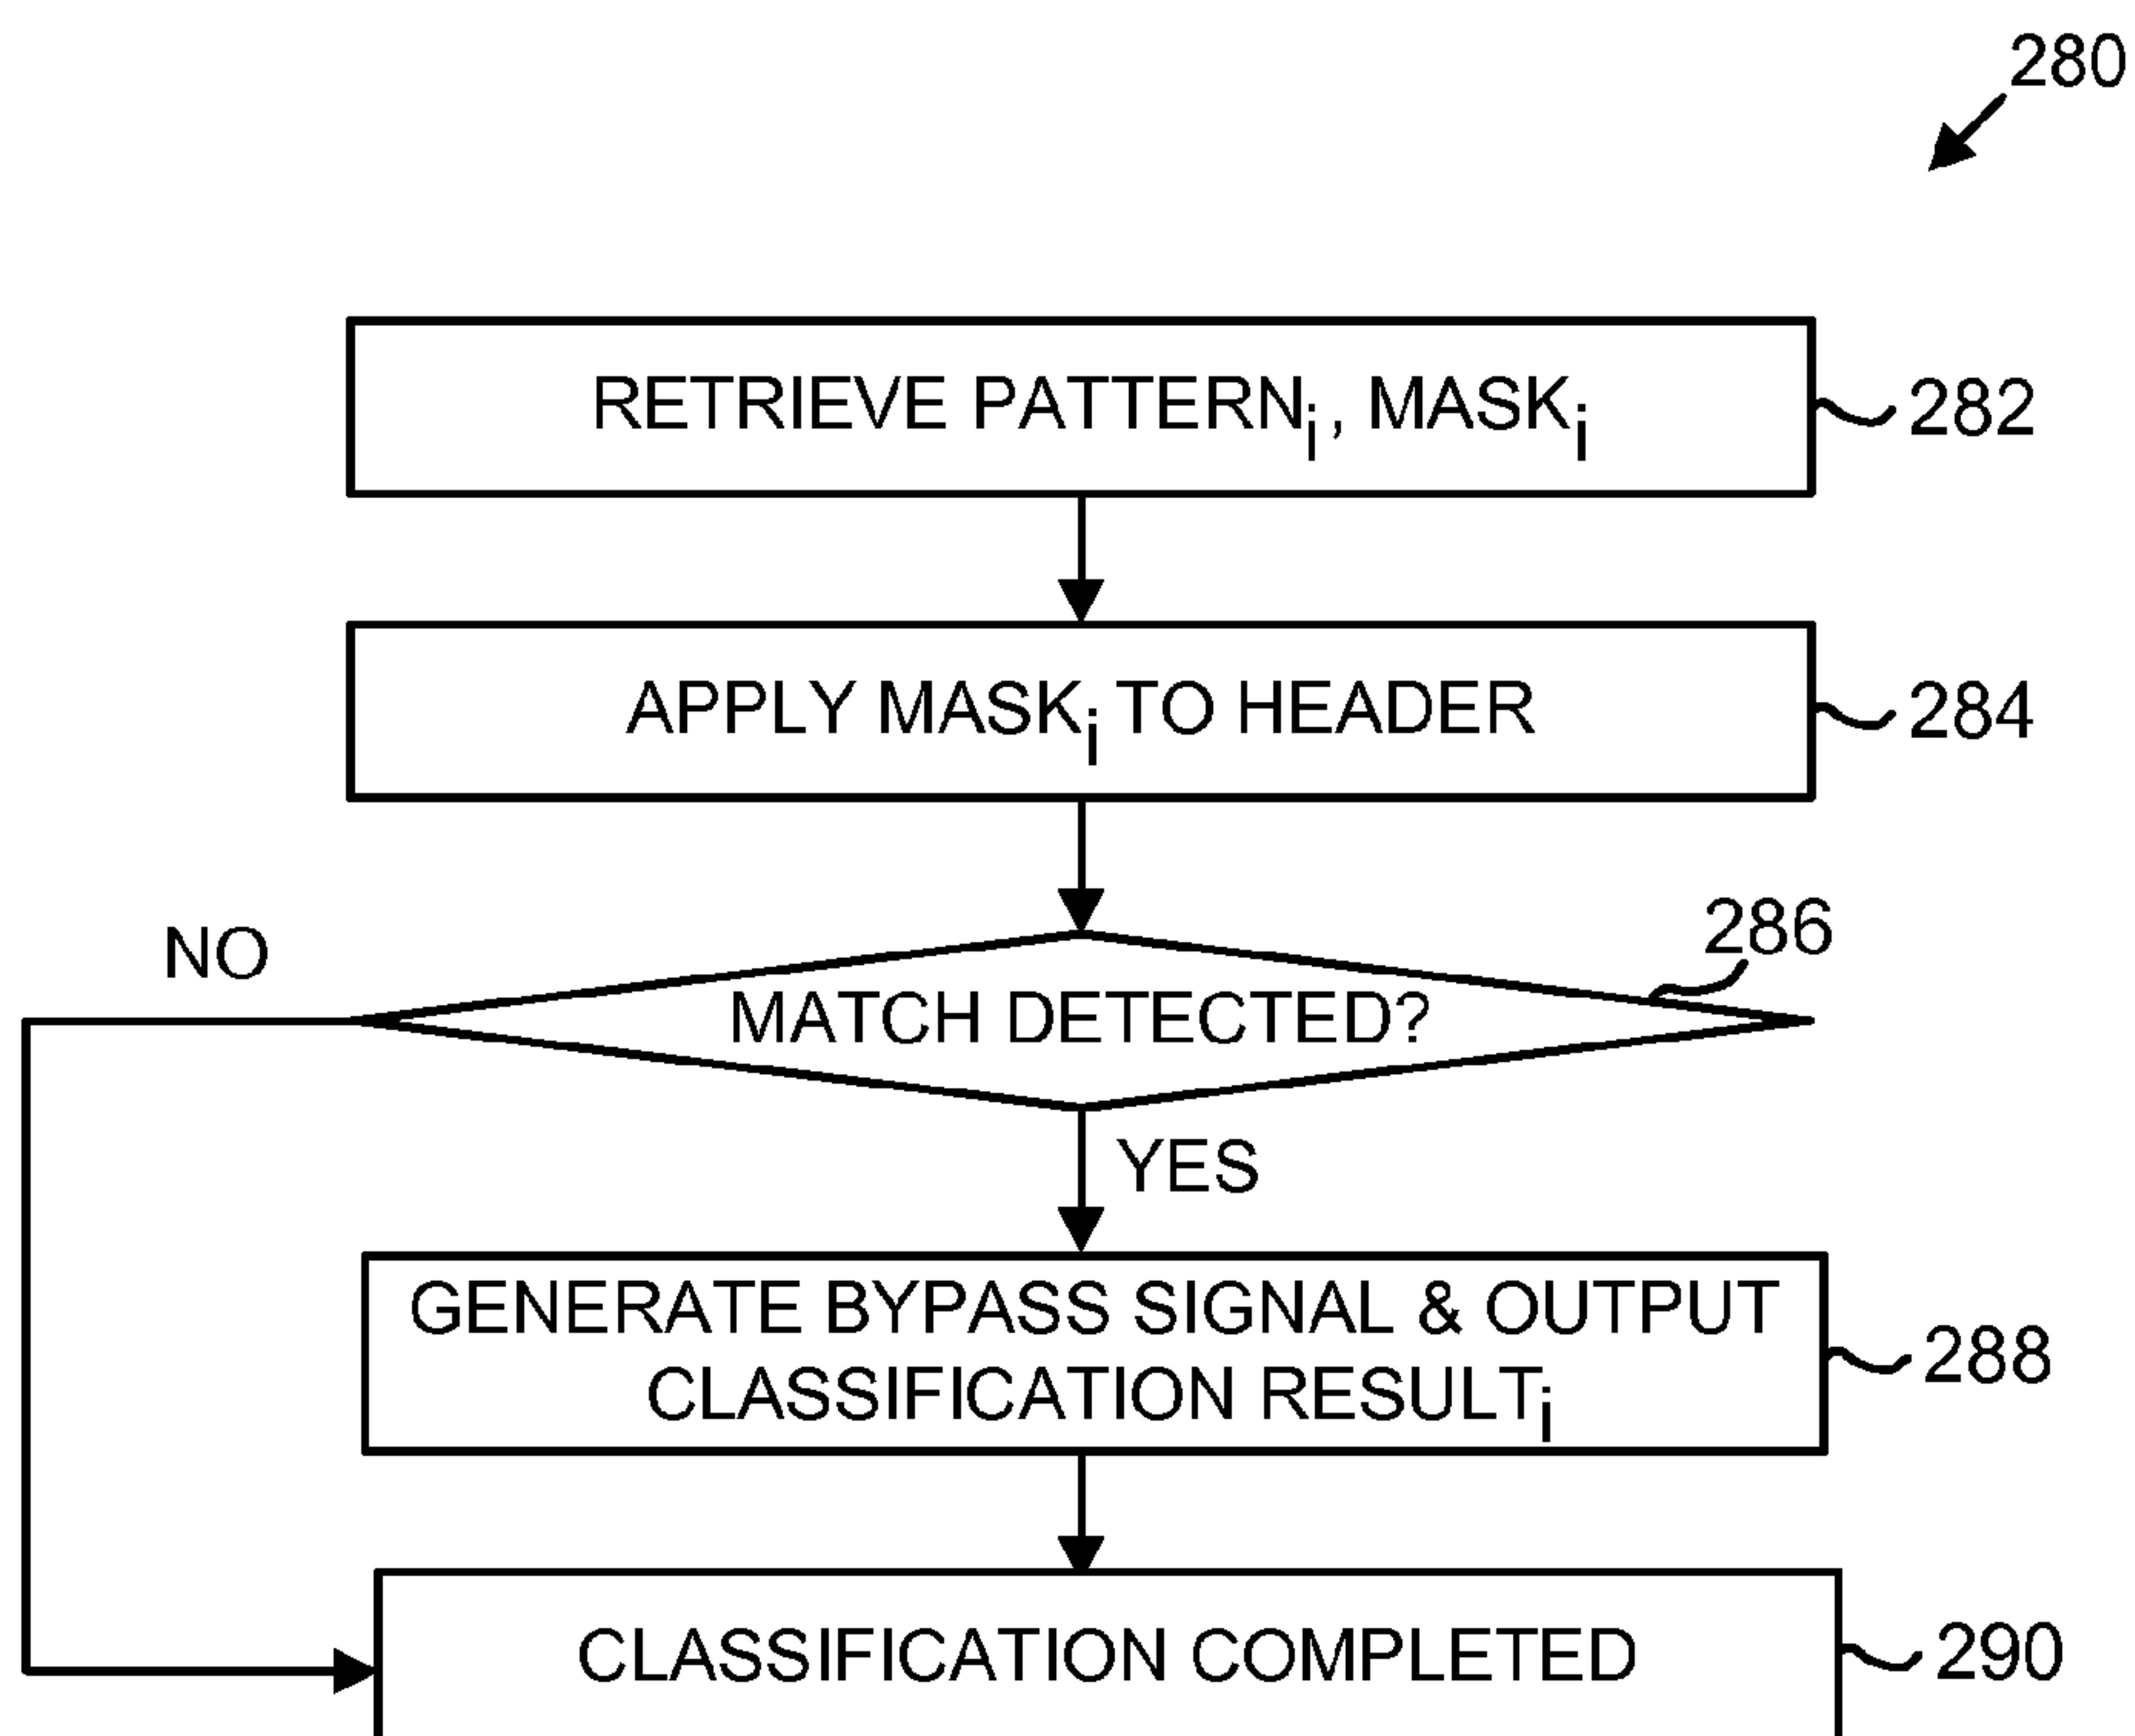 280
RETRIEVE PATTERNi, MASKi
282
APPLY MASKi TO HEADER
284
286
NO
MATCH DETECTED?
YES
GENERATE BYPASS SIGNAL & OUTPUT
CLASSIFICATION RESULTi
288
CLASSIFICATION COMPLETED
290